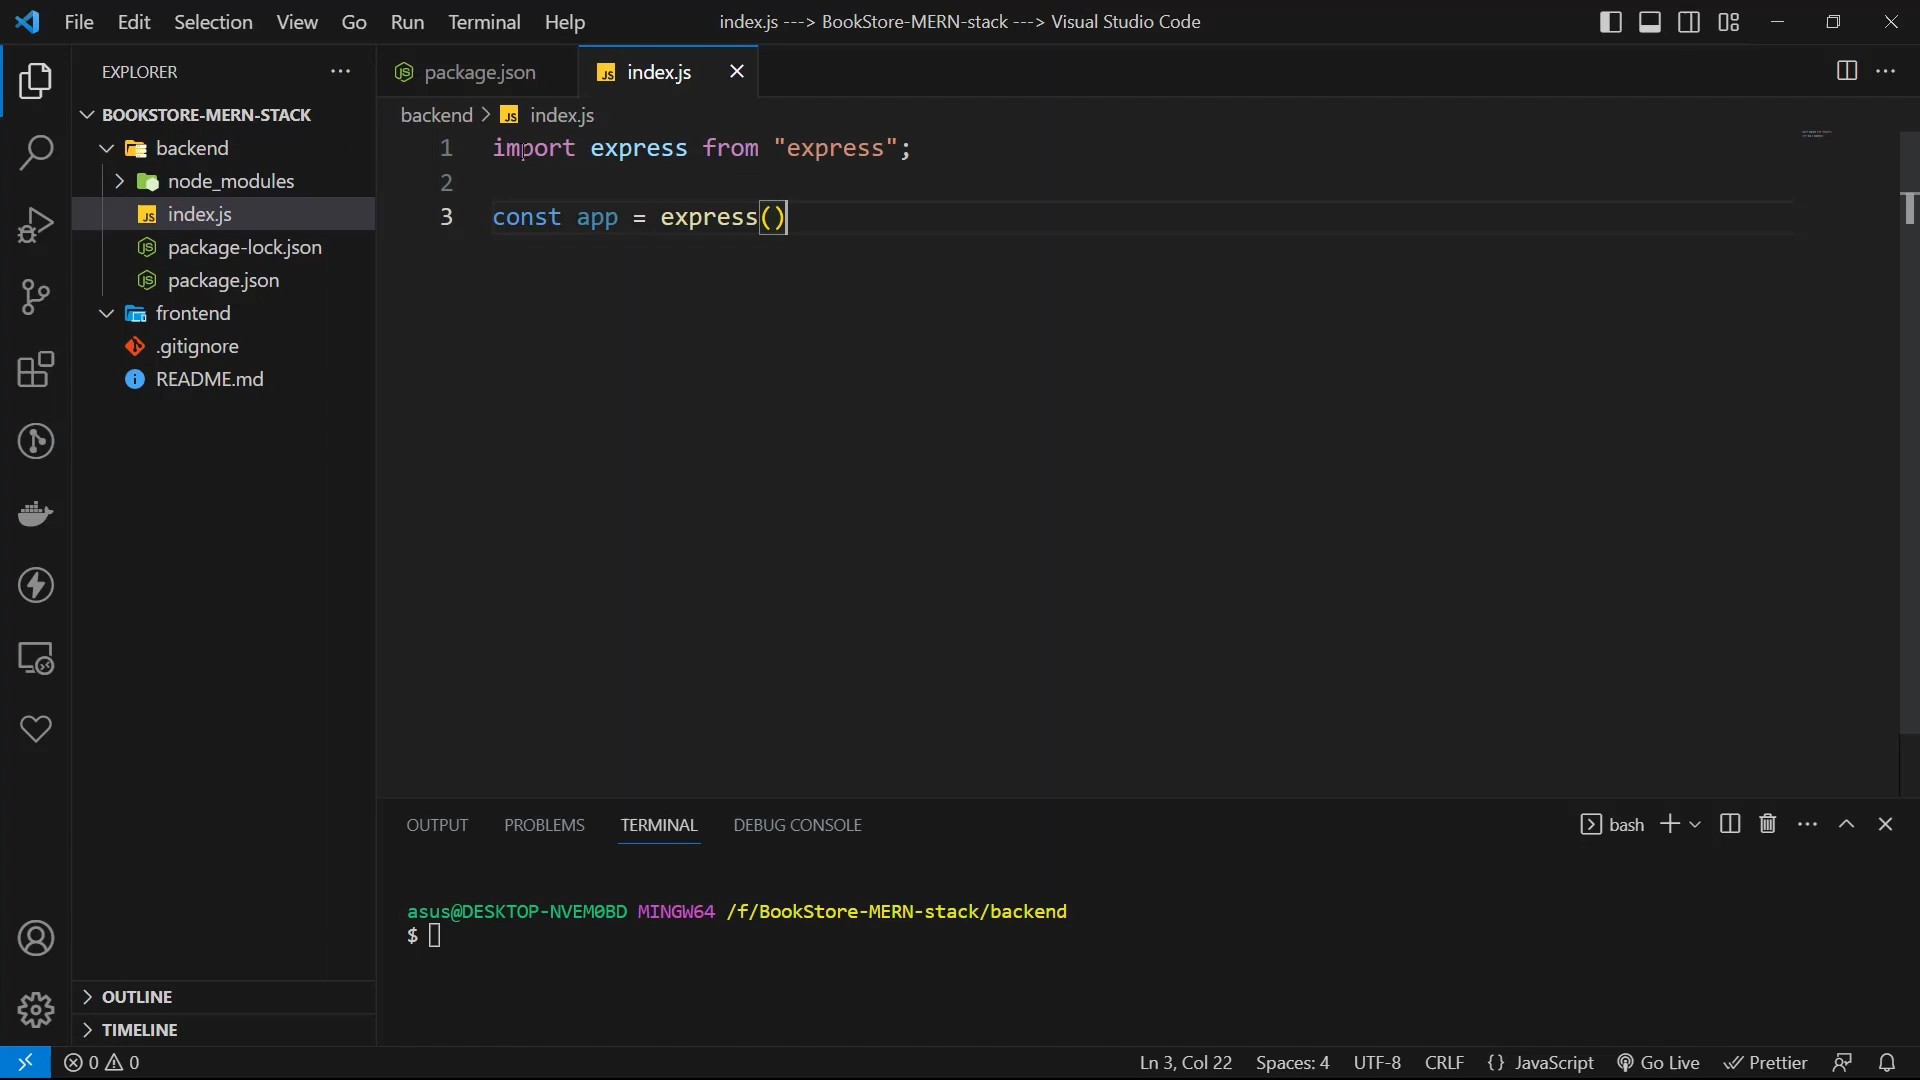 File Edit Selection View Go Run Terminal Help index.js ---> BookStore-MERN-stack ---> Visual Studio Code
EXPLORER
BOOKSTORE-MERN-STACK
backend
node_modules
index.js
package-lock.json
package.json
frontend
.gitignore
README.md
OUTLINE
TIMELINE
package.json index.js
backend > index.js
1 import express from "express";
2
3 const app = express()
OUTPUT PROBLEMS TERMINAL DEBUG CONSOLE bash
asus@DESKTOP-NVEM0BD MINGW64 /f/BookStore-MERN-stack/backend
$
0 0 Ln 3, Col 22 Spaces: 4 UTF-8 CRLF {} JavaScript Go Live Prettier